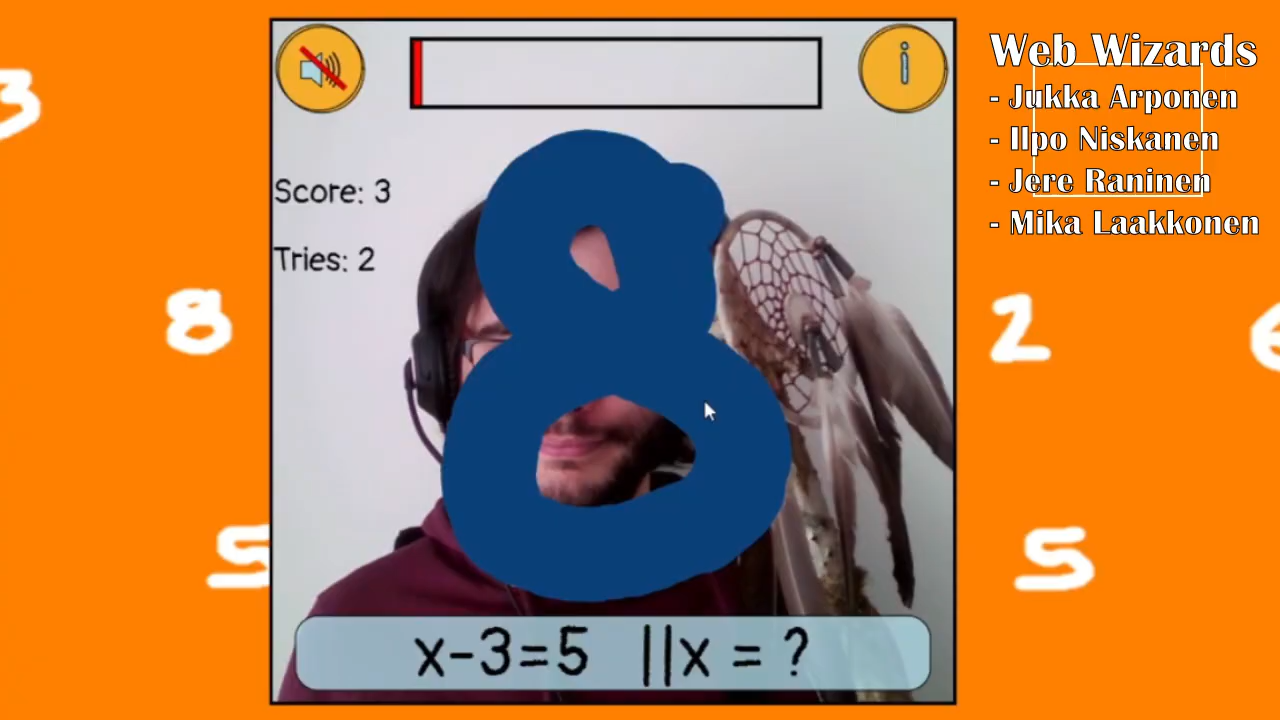 Web Wizards
- Jukka Arponen
- Ilpo Niskanen
- Jere Raninen
- Mika Laakkonen
i
3
Score: 3
Tries: 2
8
8
2
6
5
5
x-3=5 ||x = ?